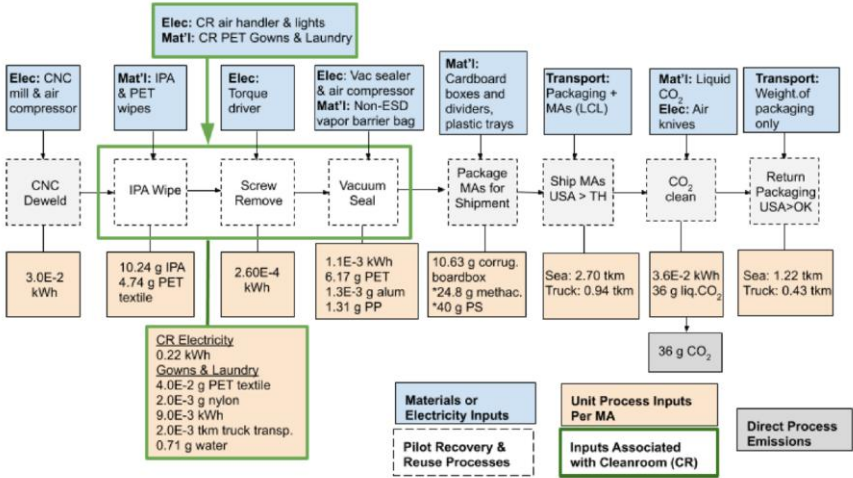 Elec: CR air handler & lights
Mat'l: CR PET Gowns & Laundry
Elec: CNC
mill & air
compressor
Mat'l: IPA
& PET
wipes
Elec:
Torque
driver
Elec: Vac sealer
& air compressor
Mat'l: Non-ESD
vapor barrier bag
Mat'l:
Cardboard
boxes and
dividers,
plastic trays
Transport:
Packaging +
MAs (LCL)
Mat'l: Liquid
CO2
Elec: Air
knives
Transport:
Weight.of
packaging
only
CNC
Deweld
IPA Wipe
Screw
Remove
Vacuum
Seal
Package
MAs for
Shipment
Ship MAs
USA > TH
CO2
clean
Return
Packaging
USA>OK
3.0E-2
kWh
10.24 g IPA
4.74 g PET
textile
2.60E-4
kWh
1.1E-3 kWh
6.17 g PET
1.3E-3 g alum
1.31 g PP
10.63 g corrug.
boardbox
*24.8 g methac.
*40 g PS
Sea: 2.70 tkm
Truck: 0.94 tkm
3.6E-2 kWh
36 g liq.CO2
Sea: 1.22 tkm
Truck: 0.43 tkm
36 g CO2
CR Electricity
0.22 kWh
Gowns & Laundry
4.0E-2 g PET textile
2.0E-3 g nylon
9.0E-3 kWh
2.0E-3 tkm truck transp.
0.71 g water
Materials or
Electricity Inputs
Unit Process Inputs
Per MA
Direct Process
Emissions
Pilot Recovery &
Reuse Processes
Inputs Associated
with Cleanroom (CR)